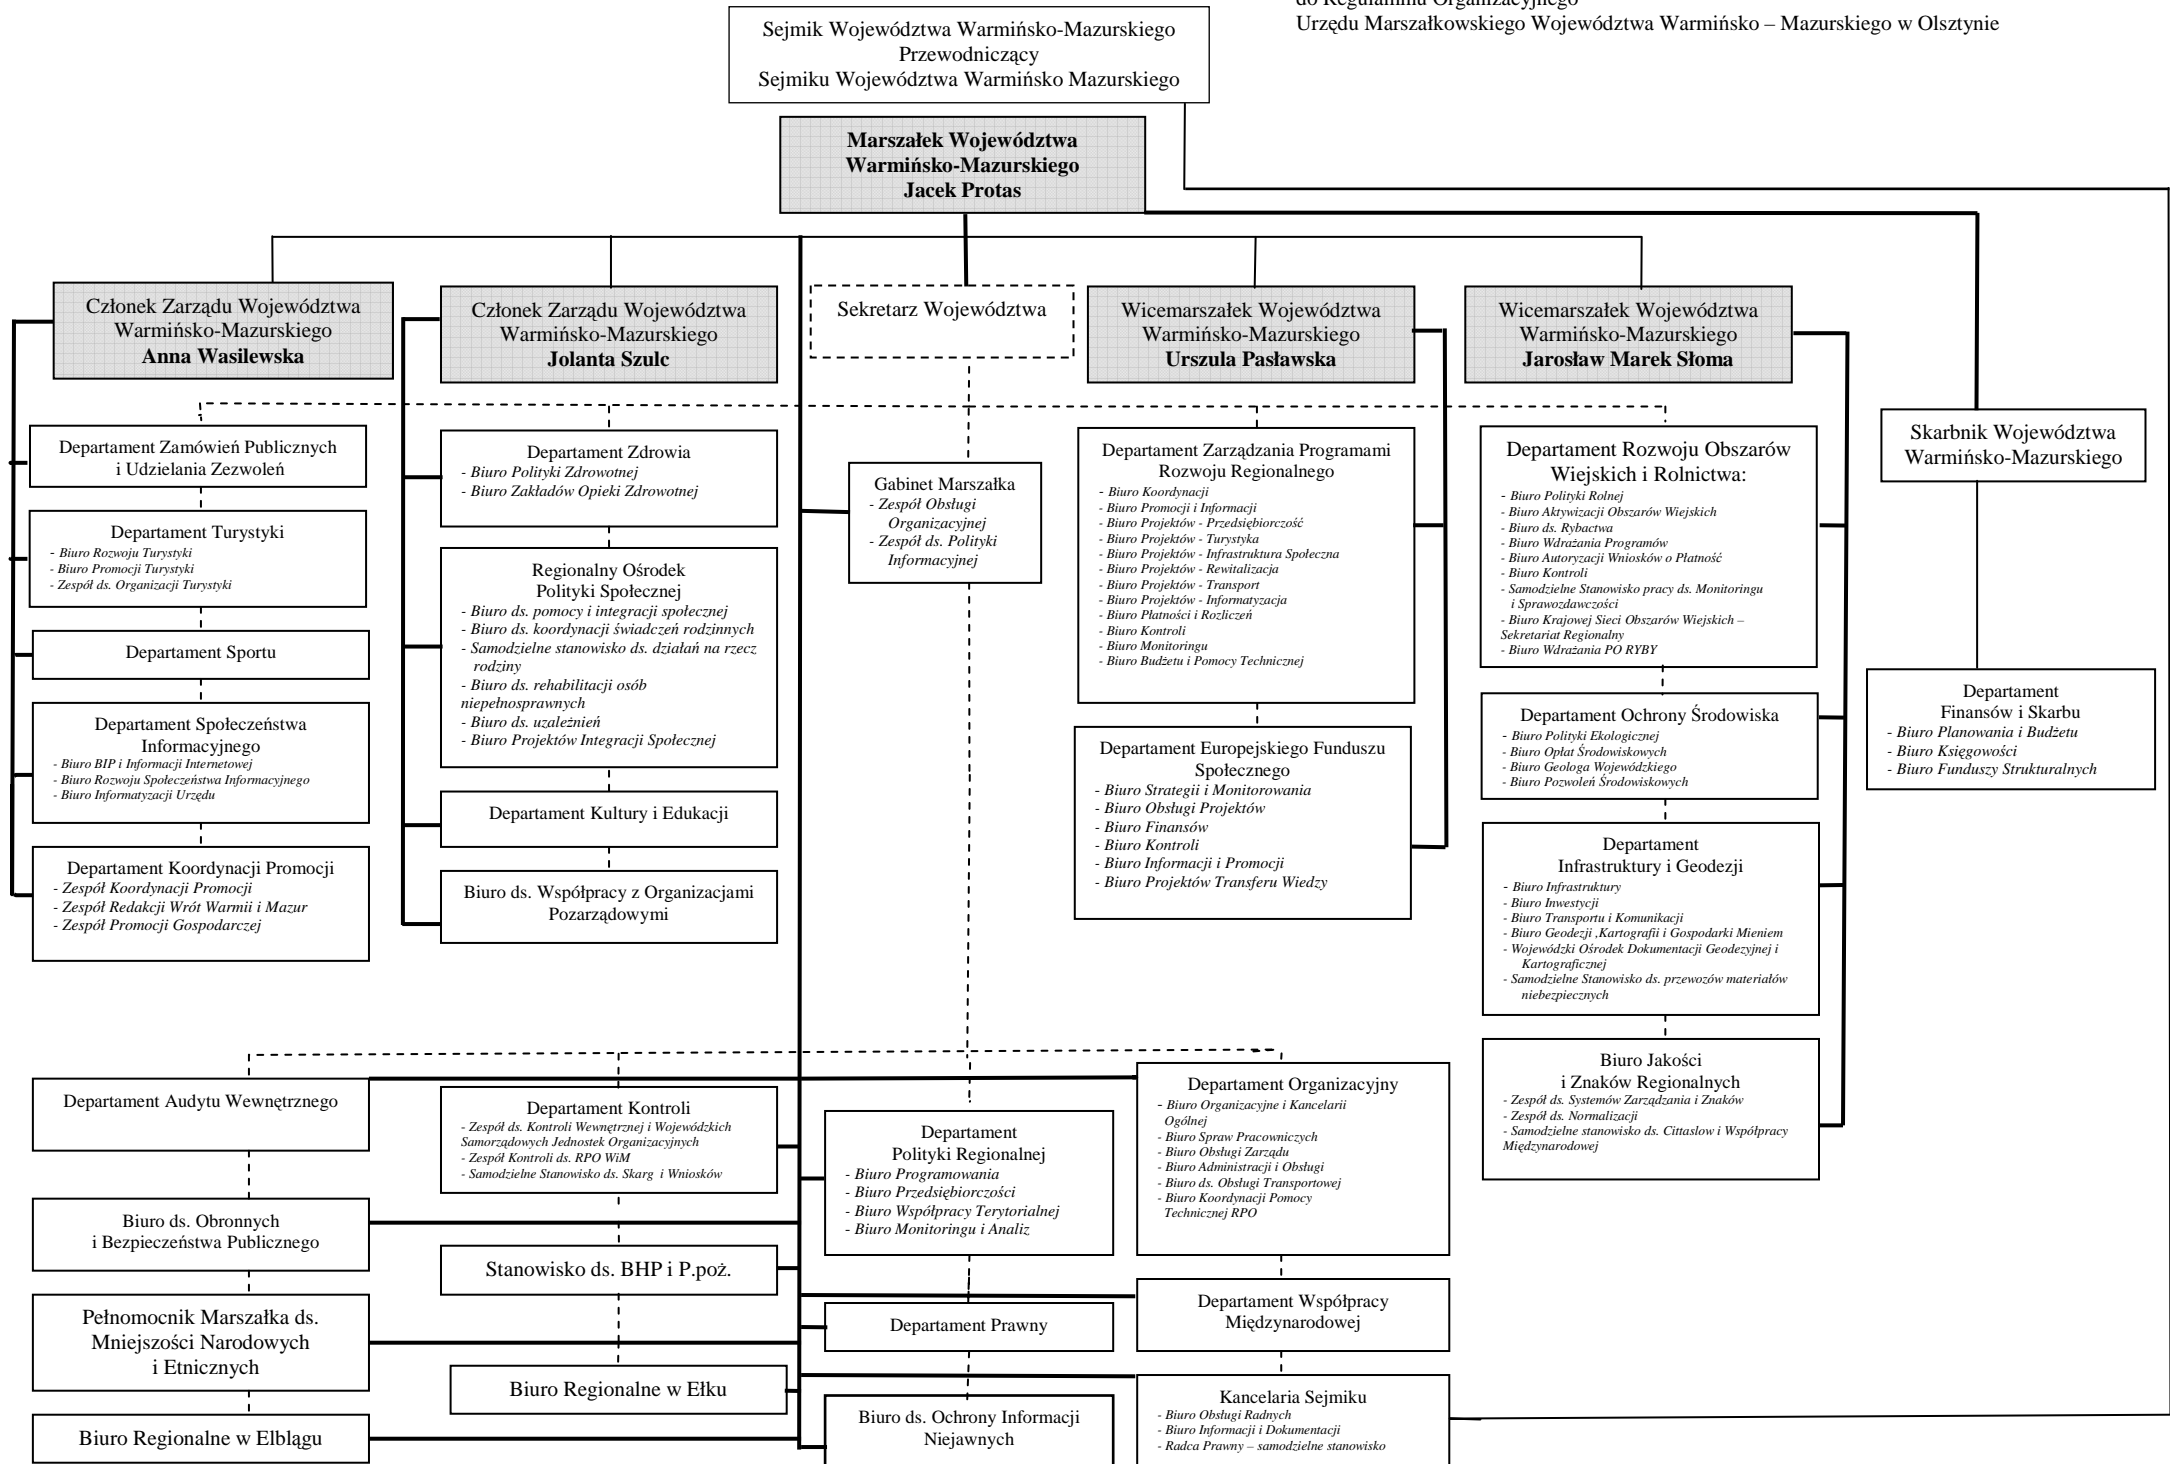 do Regulaminu Organizacyjnego
Urzędu Marszałkowskiego Województwa Warmińsko – Mazurskiego w Olsztynie
Sejmik Województwa Warmińsko-Mazurskiego
Przewodniczący
Sejmiku Województwa Warmińsko Mazurskiego
Marszałek Województwa
Warmińsko-Mazurskiego
Jacek Protas
Członek Zarządu Województwa
Warmińsko-Mazurskiego
Anna Wasilewska
Członek Zarządu Województwa
Warmińsko-Mazurskiego
Jolanta Szulc
Sekretarz Województwa
Wicemarszałek Województwa
Warmińsko-Mazurskiego
Urszula Pasławska
Wicemarszałek Województwa
Warmińsko-Mazurskiego
Jarosław Marek Słoma
Skarbnik Województwa
Warmińsko-Mazurskiego
Departament Zamówień Publicznych
i Udzielania Zezwoleń
Departament Turystyki
- Biuro Rozwoju Turystyki
- Biuro Promocji Turystyki
- Zespół ds. Organizacji Turystyki
Departament Sportu
Departament Społeczeństwa
Informacyjnego
- Biuro BIP i Informacji Internetowej
- Biuro Rozwoju Społeczeństwa Informacyjnego
- Biuro Informatyzacji Urzędu
Departament Koordynacji Promocji
- Zespół Koordynacji Promocji
- Zespół Redakcji Wrót Warmii i Mazur
- Zespół Promocji Gospodarczej
Departament Zdrowia
- Biuro Polityki Zdrowotnej
- Biuro Zakładów Opieki Zdrowotnej
Regionalny Ośrodek
Polityki Społecznej
- Biuro ds. pomocy i integracji społecznej
- Biuro ds. koordynacji świadczeń rodzinnych
- Samodzielne stanowisko ds. działań na rzecz
rodziny
- Biuro ds. rehabilitacji osób
niepełnosprawnych
- Biuro ds. uzależnień
- Biuro Projektów Integracji Społecznej
Departament Kultury i Edukacji
Biuro ds. Współpracy z Organizacjami
Pozarządowymi
Gabinet Marszałka
- Zespół Obsługi
Organizacyjnej
- Zespół ds. Polityki
Informacyjnej
Departament Zarządzania Programami
Rozwoju Regionalnego
- Biuro Koordynacji
- Biuro Promocji i Informacji
- Biuro Projektów - Przedsiębiorczość
- Biuro Projektów - Turystyka
- Biuro Projektów - Infrastruktura Społeczna
- Biuro Projektów - Rewitalizacja
- Biuro Projektów - Transport
- Biuro Projektów - Informatyzacja
- Biuro Płatności i Rozliczeń
- Biuro Kontroli
- Biuro Monitoringu
- Biuro Budżetu i Pomocy Technicznej
Departament Europejskiego Funduszu
Społecznego
- Biuro Strategii i Monitorowania
- Biuro Obsługi Projektów
- Biuro Finansów
- Biuro Kontroli
- Biuro Informacji i Promocji
- Biuro Projektów Transferu Wiedzy
Departament Rozwoju Obszarów
Wiejskich i Rolnictwa:
- Biuro Polityki Rolnej
- Biuro Aktywizacji Obszarów Wiejskich
- Biuro ds. Rybactwa
- Biuro Wdrażania Programów
- Biuro Autoryzacji Wniosków o Płatność
- Biuro Kontroli
- Samodzielne Stanowisko pracy ds. Monitoringu
i Sprawozdawczości
- Biuro Krajowej Sieci Obszarów Wiejskich –
Sekretariat Regionalny
- Biuro Wdrażania PO RYBY
Departament Ochrony Środowiska
- Biuro Polityki Ekologicznej
- Biuro Opłat Środowiskowych
- Biuro Geologa Wojewódzkiego
- Biuro Pozwoleń Środowiskowych
Departament
Infrastruktury i Geodezji
- Biuro Infrastruktury
- Biuro Inwestycji
- Biuro Transportu i Komunikacji
- Biuro Geodezji ,Kartografii i Gospodarki Mieniem
- Wojewódzki Ośrodek Dokumentacji Geodezyjnej i
Kartograficznej
- Samodzielne Stanowisko ds. przewozów materiałów
niebezpiecznych
Biuro Jakości
i Znaków Regionalnych
- Zespół ds. Systemów Zarządzania i Znaków
- Zespół ds. Normalizacji
- Samodzielne stanowisko ds. Cittaslow i Współpracy
Międzynarodowej
Departament
Finansów i Skarbu
- Biuro Planowania i Budżetu
- Biuro Księgowości
- Biuro Funduszy Strukturalnych
Departament Audytu Wewnętrznego
Biuro ds. Obronnych
i Bezpieczeństwa Publicznego
Pełnomocnik Marszałka ds.
Mniejszości Narodowych
i Etnicznych
Biuro Regionalne w Elblągu
Departament Kontroli
- Zespół ds. Kontroli Wewnętrznej i Wojewódzkich
Samorządowych Jednostek Organizacyjnych
- Zespół Kontroli ds. RPO WiM
- Samodzielne Stanowisko ds. Skarg i Wniosków
Stanowisko ds. BHP i P.poż.
Biuro Regionalne w Ełku
Departament
Polityki Regionalnej
- Biuro Programowania
- Biuro Przedsiębiorczości
- Biuro Współpracy Terytorialnej
- Biuro Monitoringu i Analiz
Departament Prawny
Biuro ds. Ochrony Informacji
Niejawnych
Departament Organizacyjny
- Biuro Organizacyjne i Kancelarii
Ogólnej
- Biuro Spraw Pracowniczych
- Biuro Obsługi Zarządu
- Biuro Administracji i Obsługi
- Biuro ds. Obsługi Transportowej
- Biuro Koordynacji Pomocy
Technicznej RPO
Departament Współpracy
Międzynarodowej
Kancelaria Sejmiku
- Biuro Obsługi Radnych
- Biuro Informacji i Dokumentacji
- Radca Prawny – samodzielne stanowisko